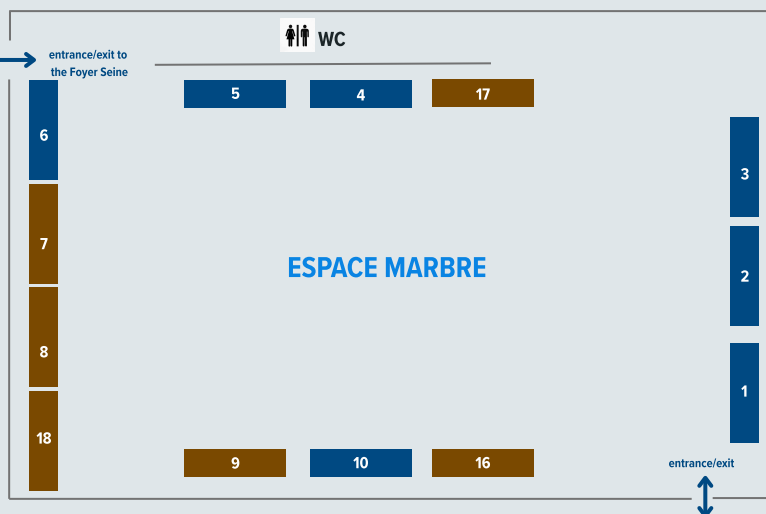 WC
entrance/exit to
the Foyer Seine
5
4
17
6
3
7
ESPACE MARBRE
2
8
1
18
9
10
16
entrance/exit